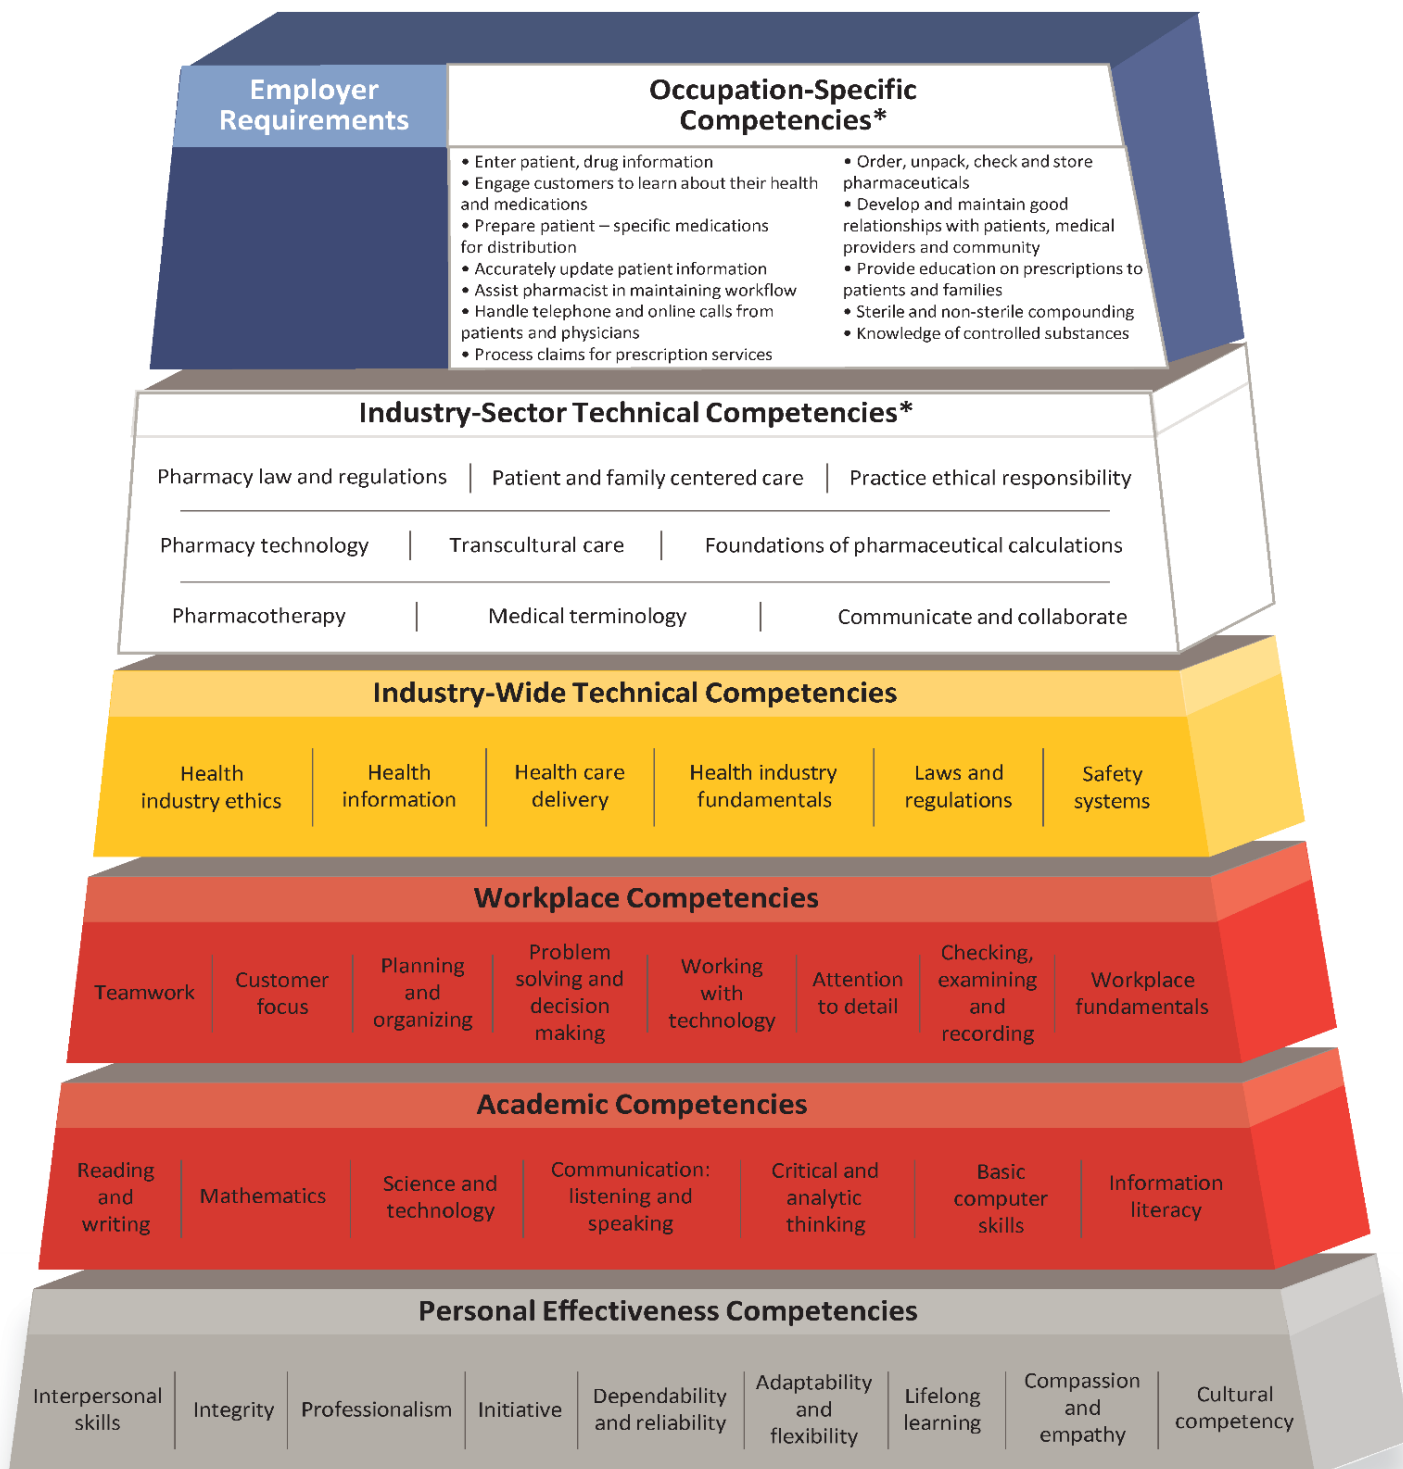 Employer
Requirements
Occupation-Specific
Competencies*
• Enter patient, drug information
• Engage customers to learn about their health
and medications
• Prepare patient – specific medications
for distribution
• Accurately update patient information
• Assist pharmacist in maintaining workflow
• Handle telephone and online calls from
patients and physicians
• Process claims for prescription services
• Order, unpack, check and store
pharmaceuticals
• Develop and maintain good
relationships with patients, medical
providers and community
• Provide education on prescriptions to
patients and families
• Sterile and non-sterile compounding
• Knowledge of controlled substances
Industry-Sector Technical Competencies*
Pharmacy law and regulations
Patient and family centered care
Practice ethical responsibility
Pharmacy technology
Transcultural care
Foundations of pharmaceutical calculations
Pharmacotherapy
Medical terminology
Communicate and collaborate
Industry-Wide Technical Competencies
Health
industry ethics
Health
information
Health care
delivery
Health industry
fundamentals
Laws and
regulations
Safety
systems
Workplace Competencies
Teamwork
Customer
focus
Planning
and
organizing
Problem
solving and
decision
making
Working
with
technology
Attention
to detail
Checking,
examining
and
recording
Workplace
fundamentals
Academic Competencies
Reading
and
writing
Mathematics
Science and
technology
Communication:
listening and
speaking
Critical and
analytic
thinking
Basic
computer
skills
Information
literacy
Personal Effectiveness Competencies
Interpersonal
skills
Integrity
Professionalism
Initiative
Dependability
and reliability
Adaptability
and
flexibility
Lifelong
learning
Compassion
and
empathy
Cultural
competency